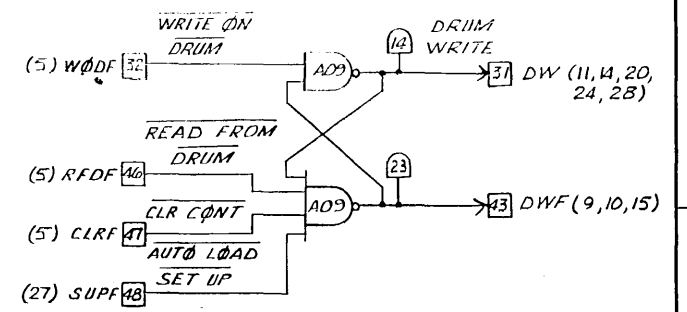 WRITE ØN
DRUM
(5) WØDF 32
AD9
14
DRUM
WRITE
31 DW (11, 14, 20,
24, 28)
READ FROM
DRUM
(5) RFDF 46
A09
23
43 DWF (9, 10, 15)
CLR CØNT
(5) CLRF 47
AUTØ LØAD
SET UP
(27) SUPF 48